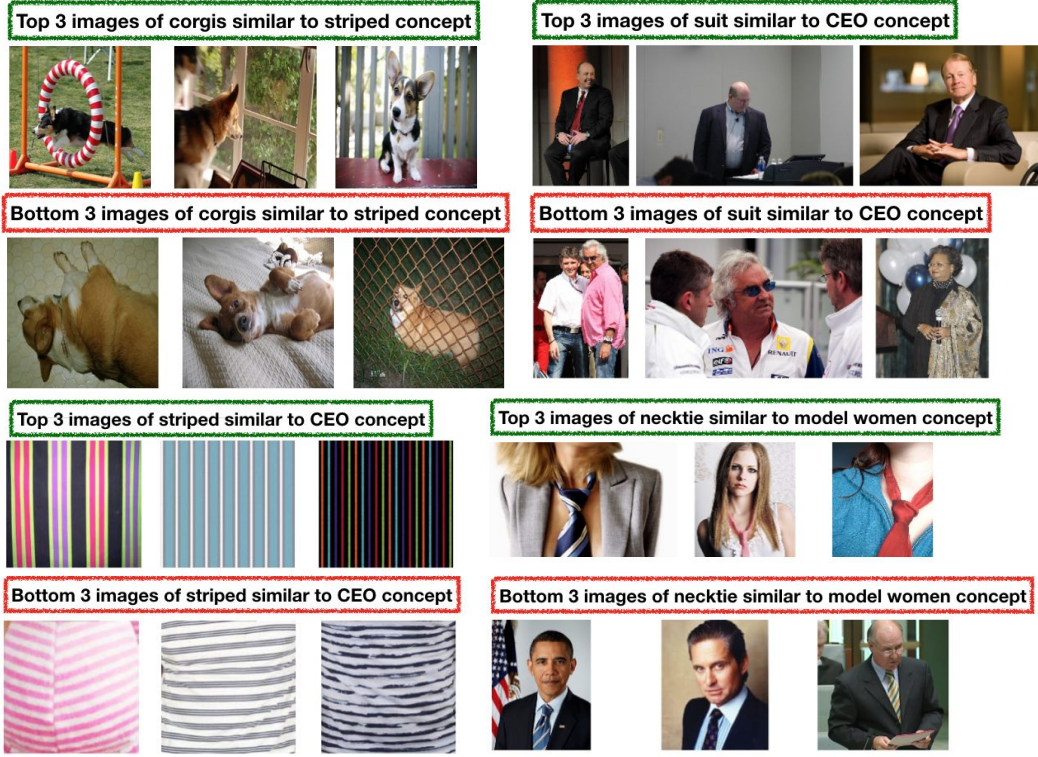 Top 3 images of corgis similar to striped concept
Top 3 images of suit similar to CEO concept
Bottom 3 images of corgis similar to striped concept
Bottom 3 images of suit similar to CEO concept
ING
RENAULT
Top 3 images of striped similar to CEO concept
Top 3 images of necktie similar to model women concept
Bottom 3 images of striped similar to CEO concept
Bottom 3 images of necktie similar to model women concept